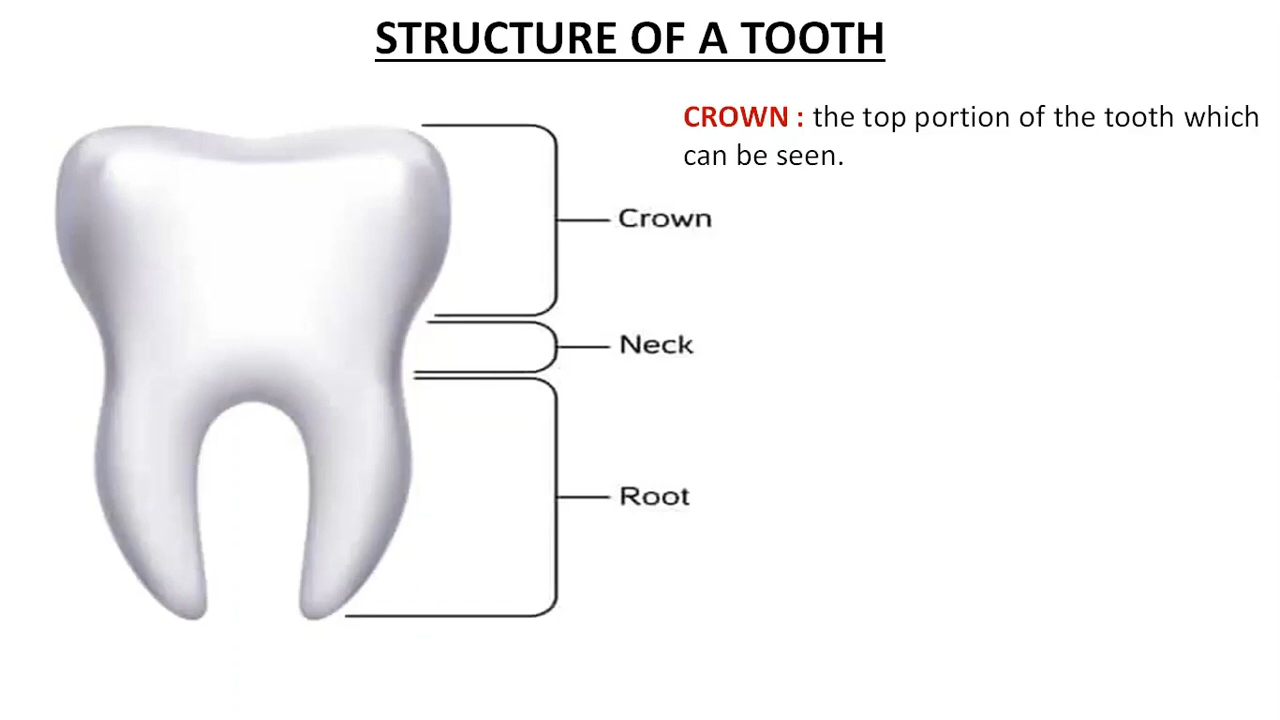 STRUCTURE OF A TOOTH
CROWN : the top portion of the tooth which
can be seen.
Crown
Neck
Root